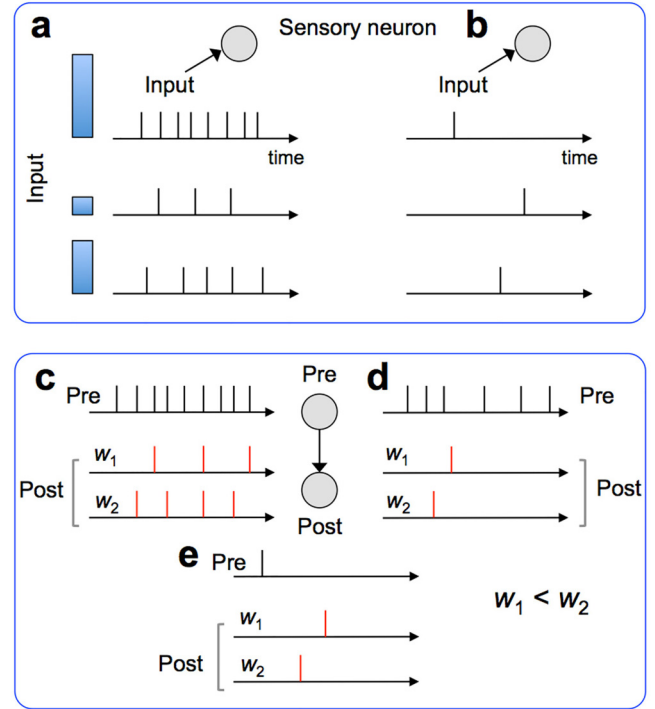 a
Sensory neuron
b
Input
Input
Input
time
time
c
Pre
Pre
d
Pre
w1
w2
Post
Post
w1
w2
Post
e
Pre
w1
w2
Post
w1 < w2